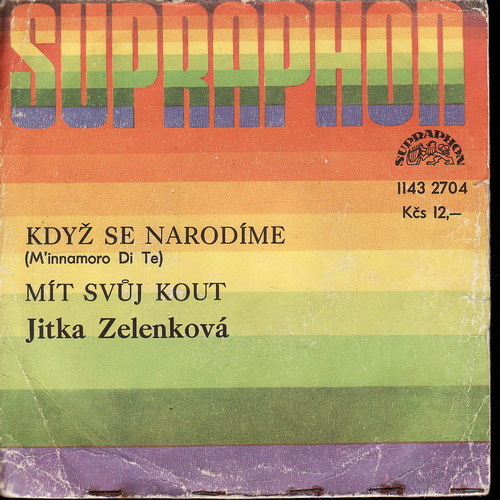 SUPRAPHON
SUPRAPHON
1143 2704
Kčs 12,–
KDYŽ SE NARODÍME
(M'innamoro Di Te)
MÍT SVŮJ KOUT
Jitka Zelenková